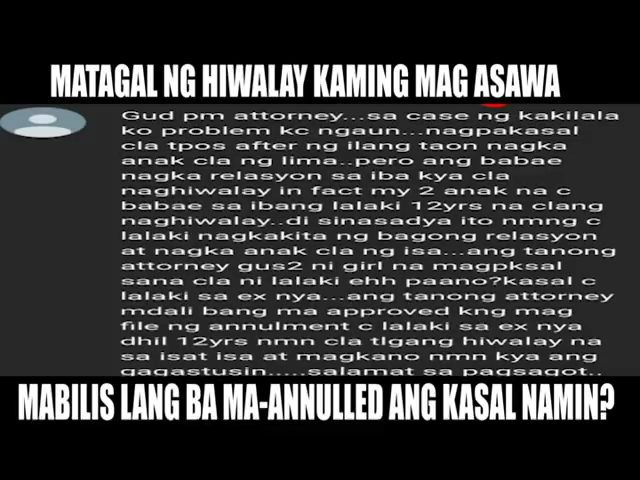 MATAGAL NG HIWALAY KAMING MAG ASAWA
Gud pm attorney...sa case ng kakilala
ko problem kc ngaun...nagpakasal
cla tpos after ng ilang taon nagka
anak cla ng lima..pero ang babae
nagka relasyon sa iba kya cla
naghiwalay in fact my 2 anak na c
babae sa ibang lalaki 12yrs na clang
naghiwalay..di sinasadya ito nmng c
lalaki nagkakita ng bagong relasyon
at nagka anak cla ng isa...ang tanong
attorney gus2 ni girl na magpksal
sana cla ni lalaki ehh paano?kasal c
lalaki sa ex nya...ang tanong attorney
mdali bang ma approved kng mag
file ng annulment c lalaki sa ex nya
dhil 12yrs nmn cla tlgang hiwalay na
sa isat isa at magkano nmn kya ang
gagastusin.....salamat sa pagsagot..
MABILIS LANG BA MA-ANNULLED ANG KASAL NAMIN?